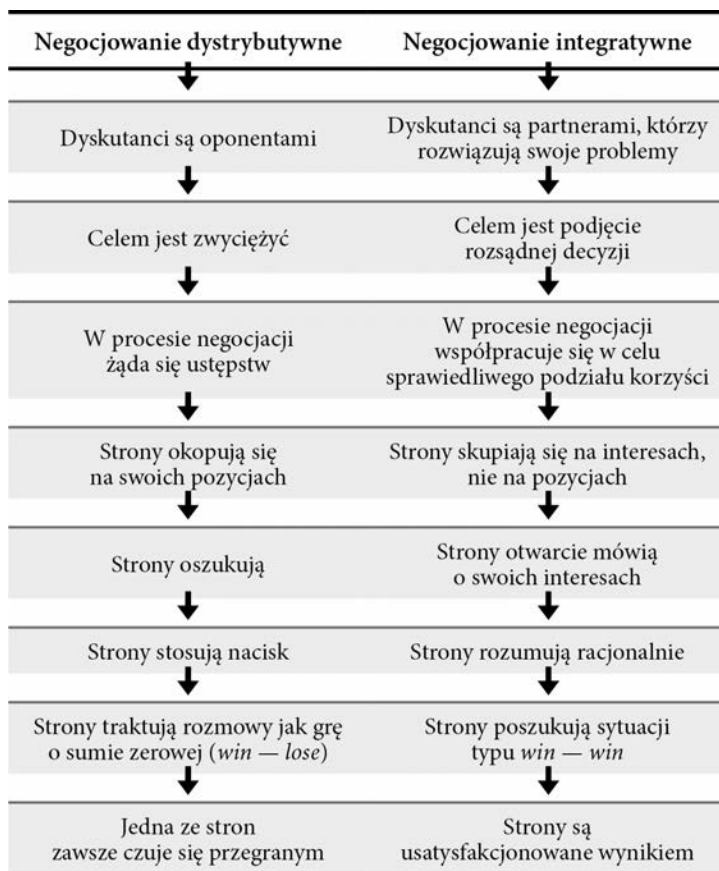 Negocjowanie dystrybutywne
Negocjowanie integratywne
Dyskutanci są oponentami
Dyskutanci są partnerami, którzy
rozwiązują swoje problemy
Celem jest zwyciężyć
Celem jest podjęcie
rozsądnej decyzji
W procesie negocjacji
żąda się ustępstw
W procesie negocjacji
współpracuje się w celu
sprawiedliwego podziału korzyści
Strony okopują się
na swoich pozycjach
Strony skupiają się na interesach,
nie na pozycjach
Strony oszukują
Strony otwarcie mówią
o swoich interesach
Strony stosują nacisk
Strony rozumują racjonalnie
Strony traktują rozmowy jak grę
o sumie zerowej (win — lose)
Strony poszukują sytuacji
typu win — win
Jedna ze stron
zawsze czuje się przegranym
Strony są
usatysfakcjonowane wynikiem